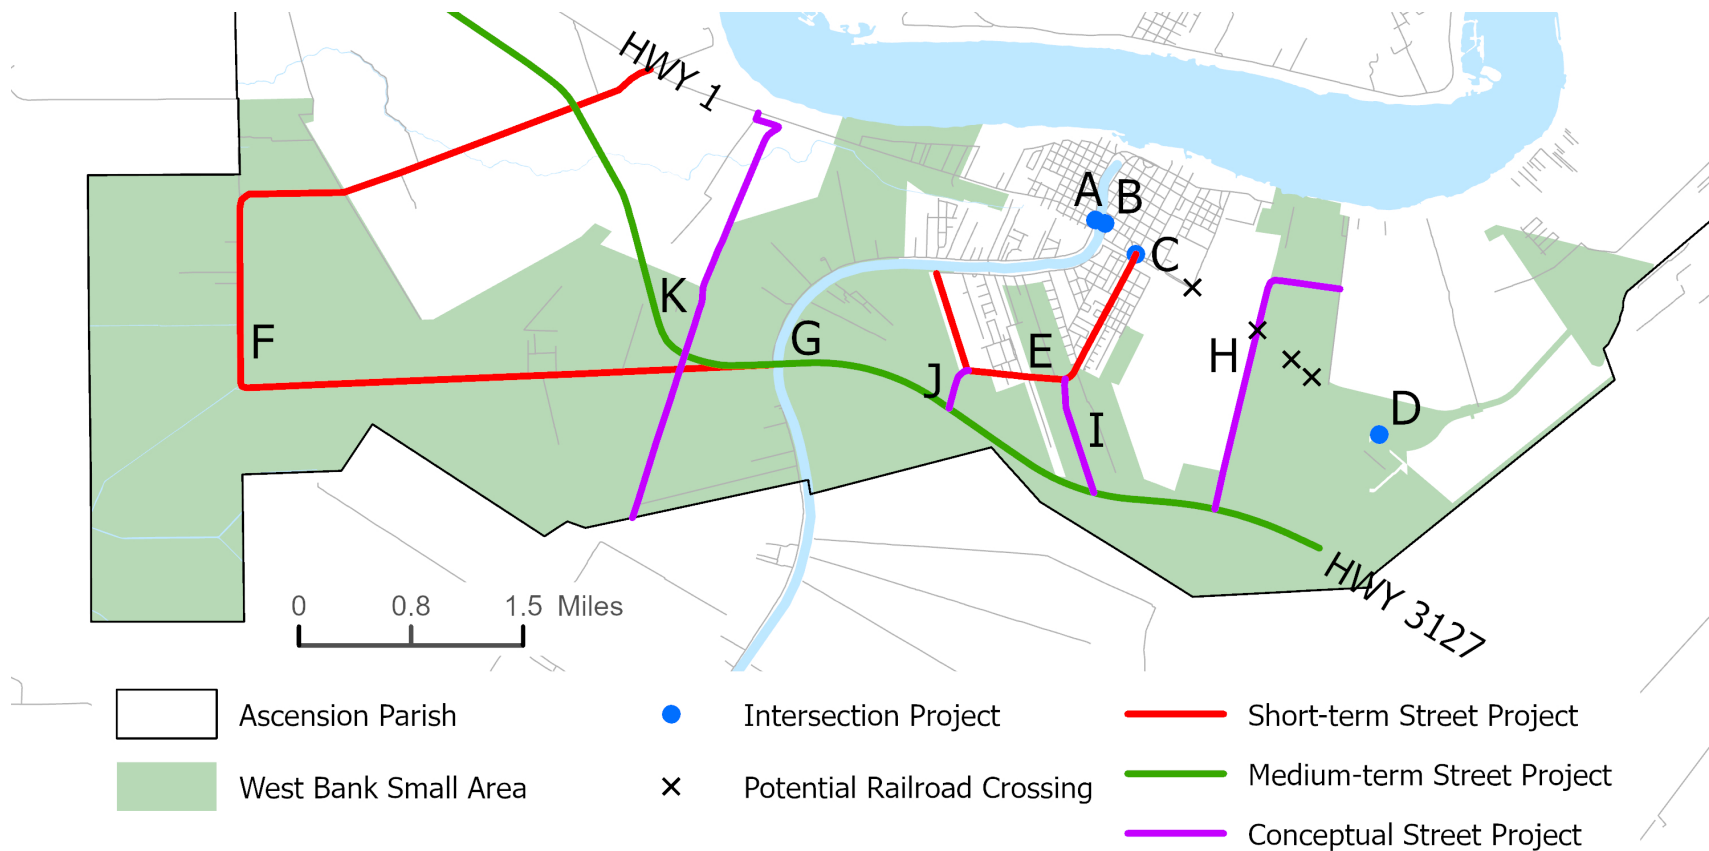 HWY 1
A
B
C
K
F
G
E
H
J
D
I
HWY 3127
0 0.8 1.5 Miles
Ascension Parish
Intersection Project
Short-term Street Project
West Bank Small Area
Potential Railroad Crossing
Medium-term Street Project
Conceptual Street Project